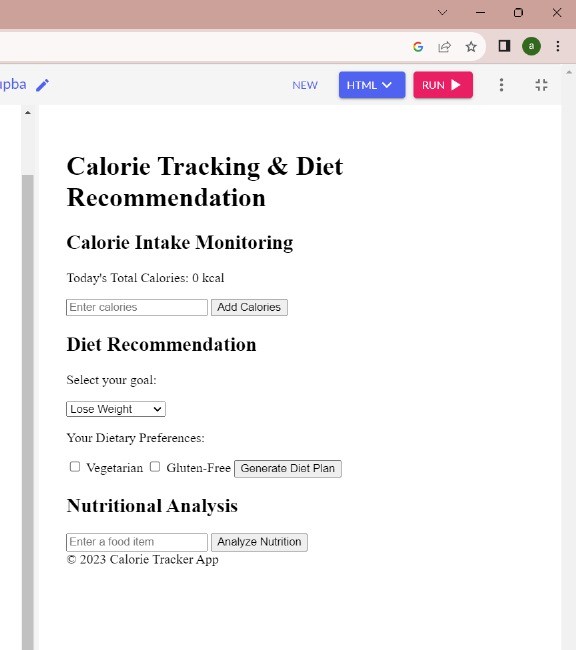 a
ıpba NEW HTML RUN
Calorie Tracking & Diet
Recommendation
Calorie Intake Monitoring
Today's Total Calories: 0 kcal
Enter calories Add Calories
Diet Recommendation
Select your goal:
Lose Weight
Your Dietary Preferences:
Vegetarian Gluten-Free Generate Diet Plan
Nutritional Analysis
Enter a food item Analyze Nutrition
© 2023 Calorie Tracker App